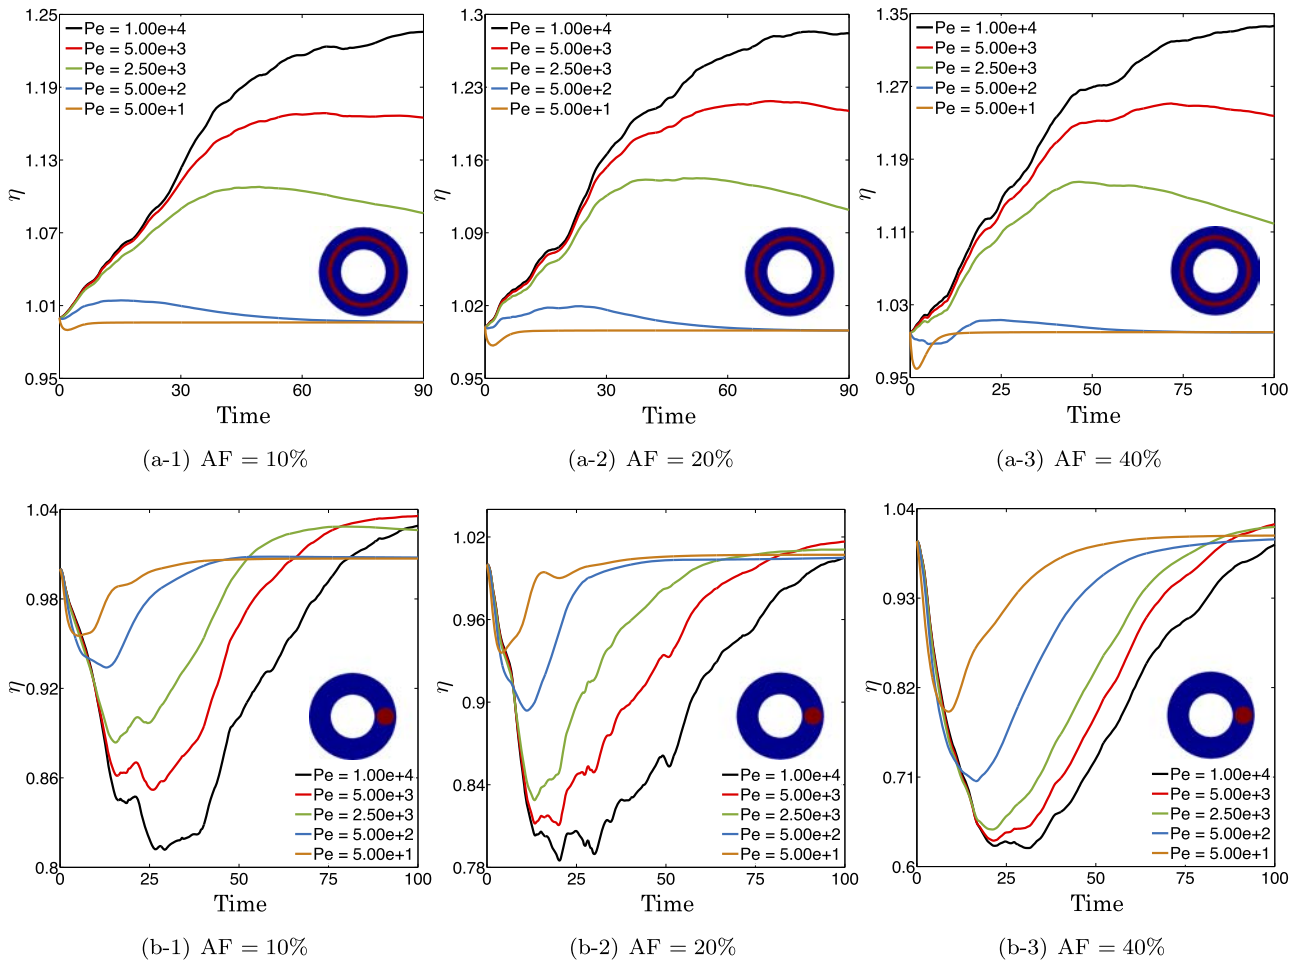 1.25
1.19
1.13
1.07
1.01
0.95
η
Pe = 1.00e+4
Pe = 5.00e+3
Pe = 2.50e+3
Pe = 5.00e+2
Pe = 5.00e+1
0 30 60 90
Time
(a-1) AF = 10%
1.3
1.23
1.16
1.09
1.02
0.95
η
Pe = 1.00e+4
Pe = 5.00e+3
Pe = 2.50e+3
Pe = 5.00e+2
Pe = 5.00e+1
0 30 60 90
Time
(a-2) AF = 20%
1.35
1.27
1.19
1.11
1.03
0.95
η
Pe = 1.00e+4
Pe = 5.00e+3
Pe = 2.50e+3
Pe = 5.00e+2
Pe = 5.00e+1
0 25 50 75 100
Time
(a-3) AF = 40%
1.04
0.98
0.92
0.86
0.8
η
Pe = 1.00e+4
Pe = 5.00e+3
Pe = 2.50e+3
Pe = 5.00e+2
Pe = 5.00e+1
0 25 50 75 100
Time
(b-1) AF = 10%
1.02
0.96
0.9
0.84
0.78
η
Pe = 1.00e+4
Pe = 5.00e+3
Pe = 2.50e+3
Pe = 5.00e+2
Pe = 5.00e+1
0 25 50 75 100
Time
(b-2) AF = 20%
1.04
0.93
0.82
0.71
0.6
η
Pe = 1.00e+4
Pe = 5.00e+3
Pe = 2.50e+3
Pe = 5.00e+2
Pe = 5.00e+1
0 25 50 75 100
Time
(b-3) AF = 40%